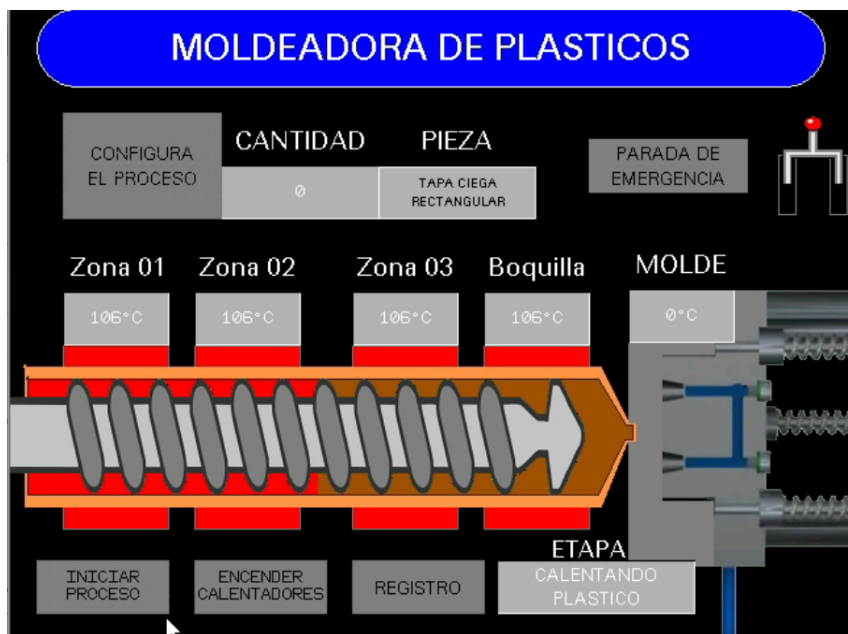 MOLDEADORA DE PLASTICOS
CANTIDAD
PIEZA
CONFIGURA
EL PROCESO
0
TAPA CIEGA
RECTANGULAR
PARADA DE
EMERGENCIA
Zona 01
Zona 02
Zona 03
Boquilla
MOLDE
106°C
106°C
106°C
106°C
0°C
ETAPA
INICIAR
PROCESO
ENCENDER
CALENTADORES
REGISTRO
CALENTANDO
PLASTICO